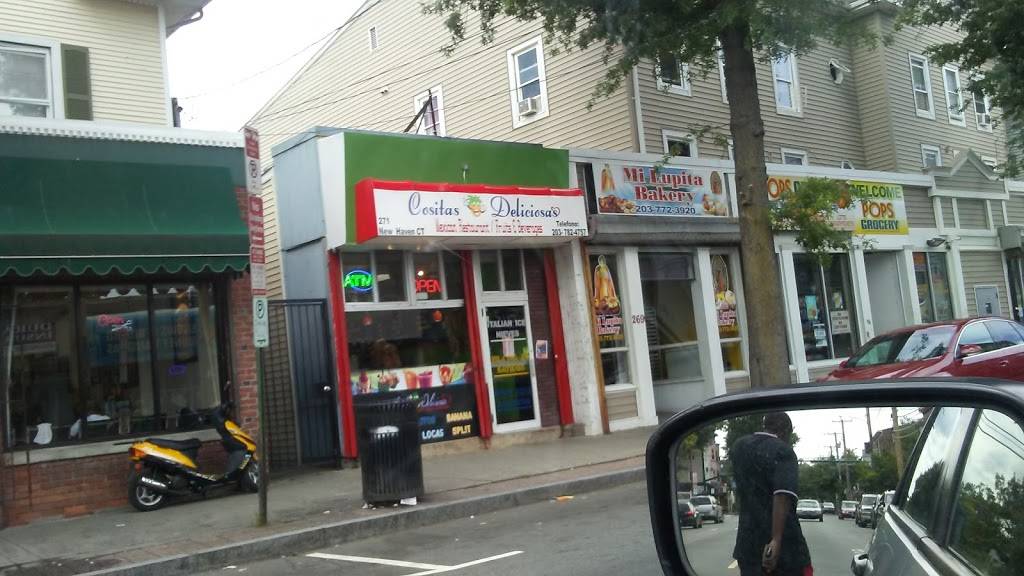 Cositas Deliciosas
271
New Haven CT
Mexican Restaurant / Fruits & Beverages
Telefono:
203-782-4757
Mi Lupita
Bakery
203-772-3920
POPS
WELCOME
POPS
GROCERY
ATM
OPEN
ITALIAN ICE
269
BANANA
SPLIT
LOCAS